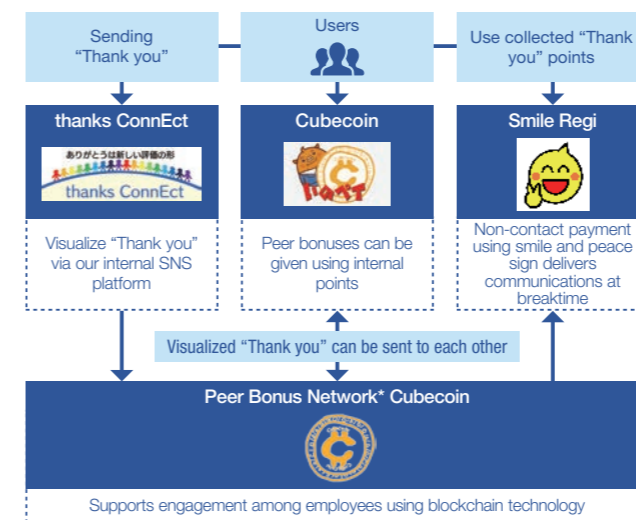 Sending
“Thank you”
Users
Use collected “Thank
you” points
thanks ConnEct
ありがとうは新しい評価の形
thanks ConnEct
Visualize “Thank you”
via our internal SNS
platform
Cubecoin
Peer bonuses can be
given using internal
points
Smile Regi
Non-contact payment
using smile and peace
sign delivers
communications at
breaktime
Visualized “Thank you” can be sent to each other
Peer Bonus Network* Cubecoin
Supports engagement among employees using blockchain technology